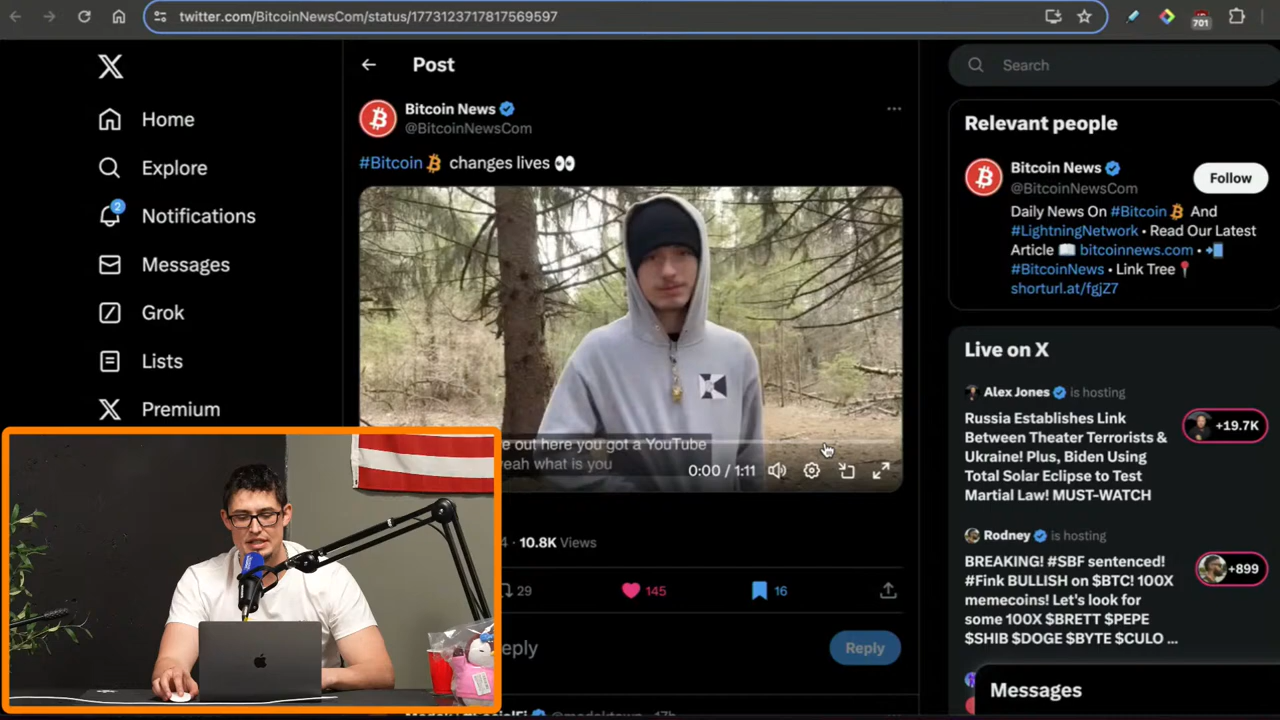 twitter.com/BitcoinNewsCom/status/1773123717817569597
701
Home
Explore
2
Notifications
Messages
Grok
Lists
Premium
Post
Bitcoin News
@BitcoinNewsCom
#Bitcoin changes lives
e out here you got a YouTube
yeah what is you
0:00 / 1:11
10.8K Views
29
145
16
eply
Reply
Search
Relevant people
Bitcoin News
@BitcoinNewsCom
Follow
Daily News On #Bitcoin And
#LightningNetwork • Read Our Latest
Article bitcoinnews.com •
#BitcoinNews • Link Tree
shorturl.at/fgjZ7
Live on X
Alex Jones is hosting
Russia Establishes Link
Between Theater Terrorists &
Ukraine! Plus, Biden Using
Total Solar Eclipse to Test
Martial Law! MUST-WATCH
+19.7K
Rodney is hosting
BREAKING! #SBF sentenced!
#Fink BULLISH on $BTC! 100X
memecoins! Let's look for
some 100X $BRETT $PEPE
$SHIB $DOGE $BYTE $CULO ...
+899
Messages